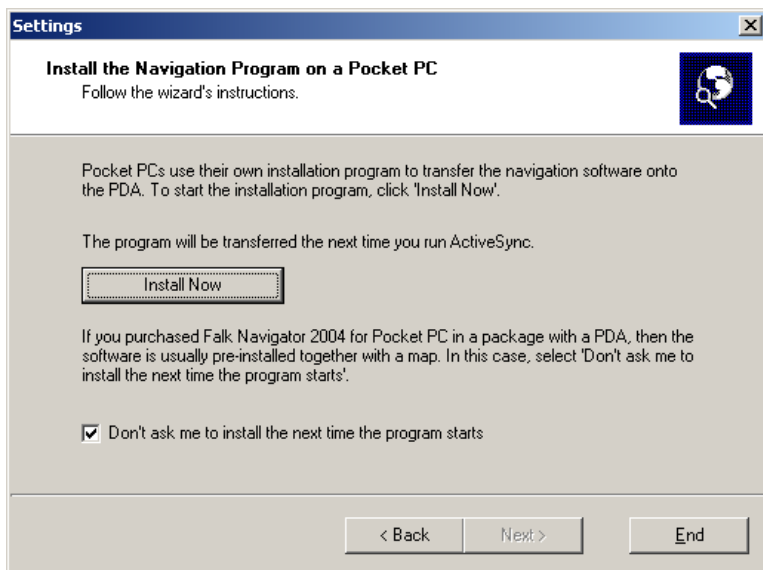 Settings
Install the Navigation Program on a Pocket PC
Follow the wizard's instructions.
Pocket PCs use their own installation program to transfer the navigation software onto
the PDA. To start the installation program, click 'Install Now'.
The program will be transferred the next time you run ActiveSync.
Install Now
If you purchased Falk Navigator 2004 for Pocket PC in a package with a PDA, then the
software is usually pre-installed together with a map. In this case, select 'Don't ask me to
install the next time the program starts'.
Don't ask me to install the next time the program starts
< Back
Next >
End